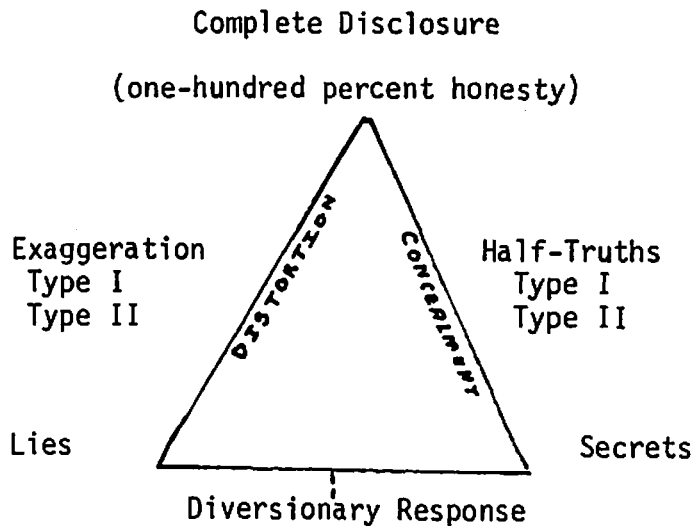 Complete Disclosure
(one-hundred percent honesty)
DISTORTION
CONCEALMENT
Exaggeration
Type I
Type II
Half-Truths
Type I
Type II
Lies
Secrets
Diversionary Response